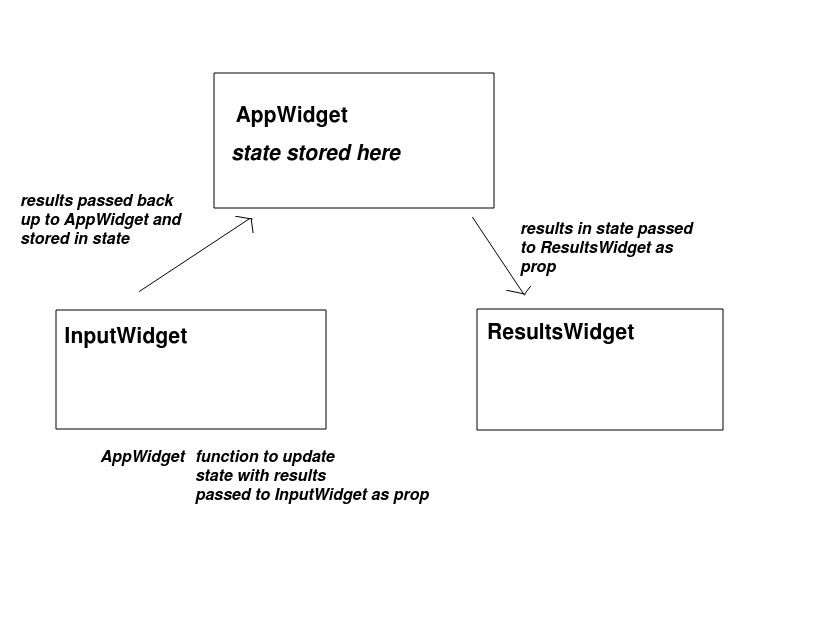 AppWidget
state stored here
results passed back
up to AppWidget and
stored in state
results in state passed
to ResultsWidget as
prop
InputWidget
ResultsWidget
AppWidget function to update
state with results
passed to InputWidget as prop